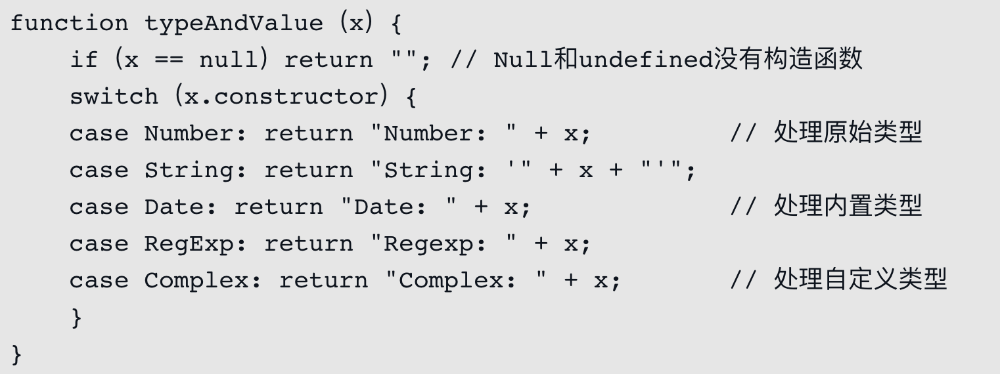 function typeAndValue（x）{
    if（x == null）return ""; // Null和undefined没有构造函数
    switch（x.constructor）{
    case Number: return "Number: " + x;         // 处理原始类型
    case String: return "String: '" + x + "'";
    case Date: return "Date: " + x;             // 处理内置类型
    case RegExp: return "Regexp: " + x;
    case Complex: return "Complex: " + x;       // 处理自定义类型
    }
}